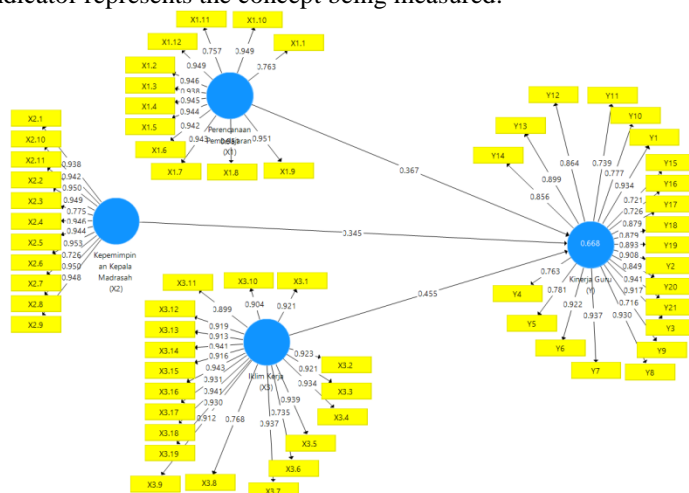 ndicator represents the concept being measured.
X1.11
X1.10
X1.12
X1.1
0.757
0.949
0.949
0.763
X1.2
X1.3
X1.4
X1.5
X1.6
X1.7
X1.8
X1.9
0.946
0.938
0.945
0.944
0.942
0.943
0.951
Perencanaan
Pembelajaran
(X1)
X2.1
X2.10
X2.11
X2.2
X2.3
X2.4
X2.5
X2.6
X2.7
X2.8
X2.9
0.938
0.942
0.950
0.949
0.775
0.946
0.944
0.953
0.726
0.950
0.948
Kepemimpin
an Kepala
Madrasah
(X2)
0.367
0.345
0.455
X3.11
X3.10
X3.1
0.899
0.904
0.921
X3.12
X3.13
X3.14
X3.15
X3.16
X3.17
X3.18
X3.19
X3.9
X3.8
X3.7
X3.6
X3.5
X3.4
X3.3
X3.2
0.919
0.913
0.941
0.916
0.943
0.931
0.941
0.930
0.912
0.768
0.937
0.735
0.939
0.934
0.921
0.923
Iklim Kerja
(X3)
Y12
Y11
Y13
Y10
Y14
Y1
Y15
Y16
Y17
Y18
Y19
Y2
Y20
Y21
Y3
Y9
Y8
Y7
Y6
Y5
Y4
0.864
0.739
0.777
0.899
0.934
0.856
0.721
0.726
0.879
0.879
0.893
0.908
0.849
0.941
0.917
0.716
0.930
0.937
0.922
0.781
0.763
0.668
Kinerja Guru
(Y)